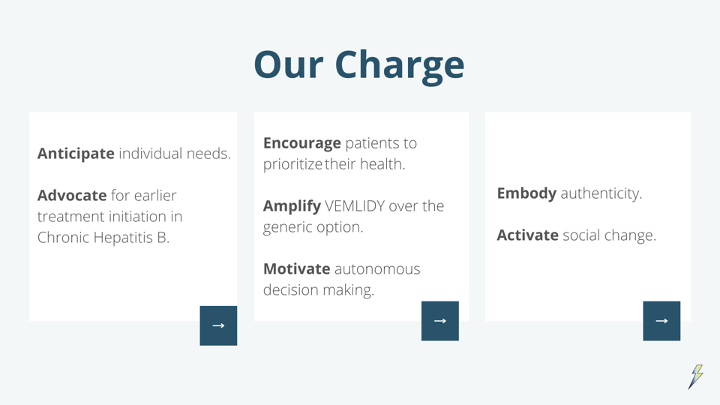 Our Charge
Anticipate individual needs.
Advocate for earlier
treatment initiation in
Chronic Hepatitis B.
Encourage patients to
prioritize their health.
Amplify VEMLIDY over the
generic option.
Motivate autonomous
decision making.
Embody authenticity.
Activate social change.
→
→
→